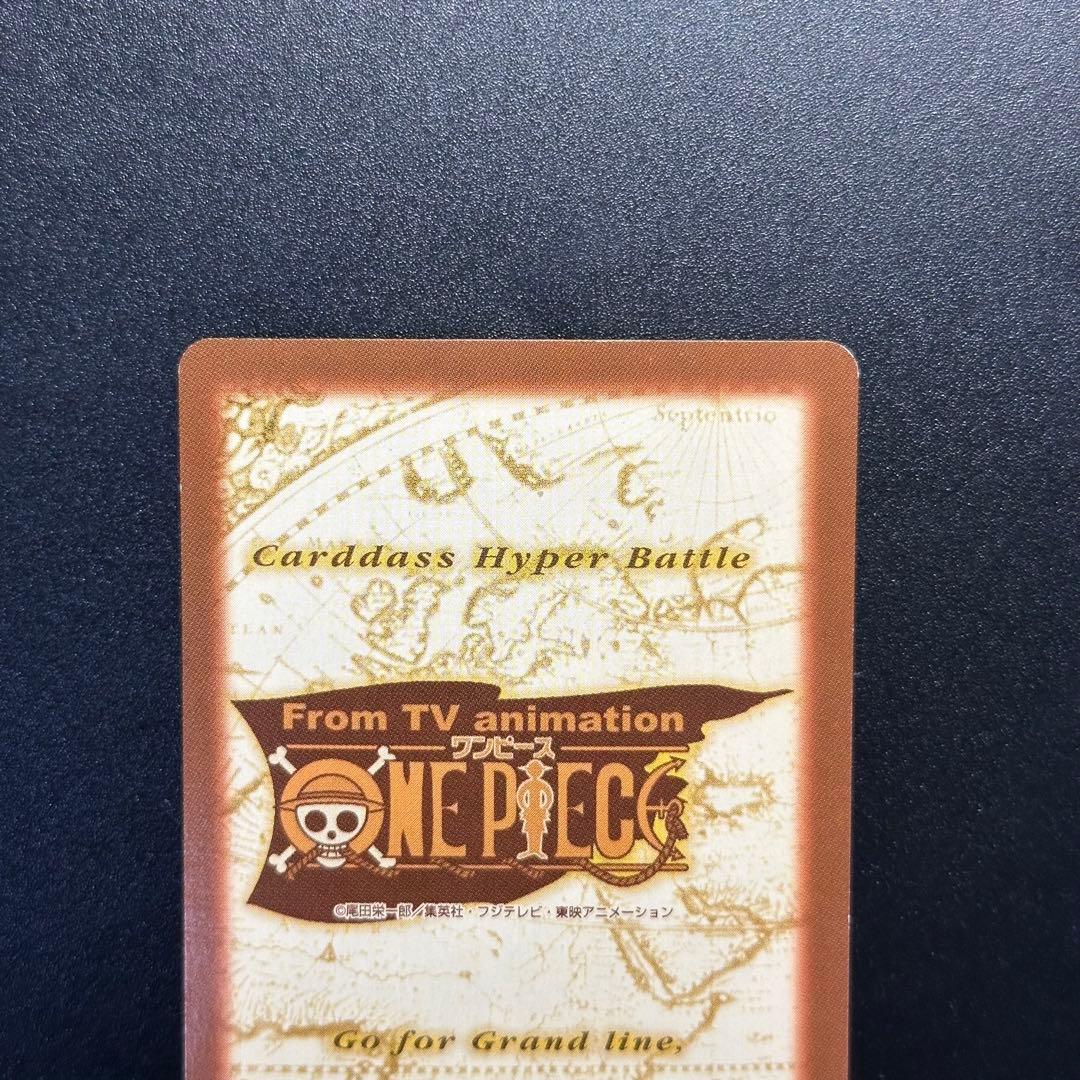 Septentrio
Carddass Hyper Battle
From TV animation
ワンピース
ONE PIECE
©尾田栄一郎／集英社・フジテレビ・東映アニメーション
Go for Grand line,